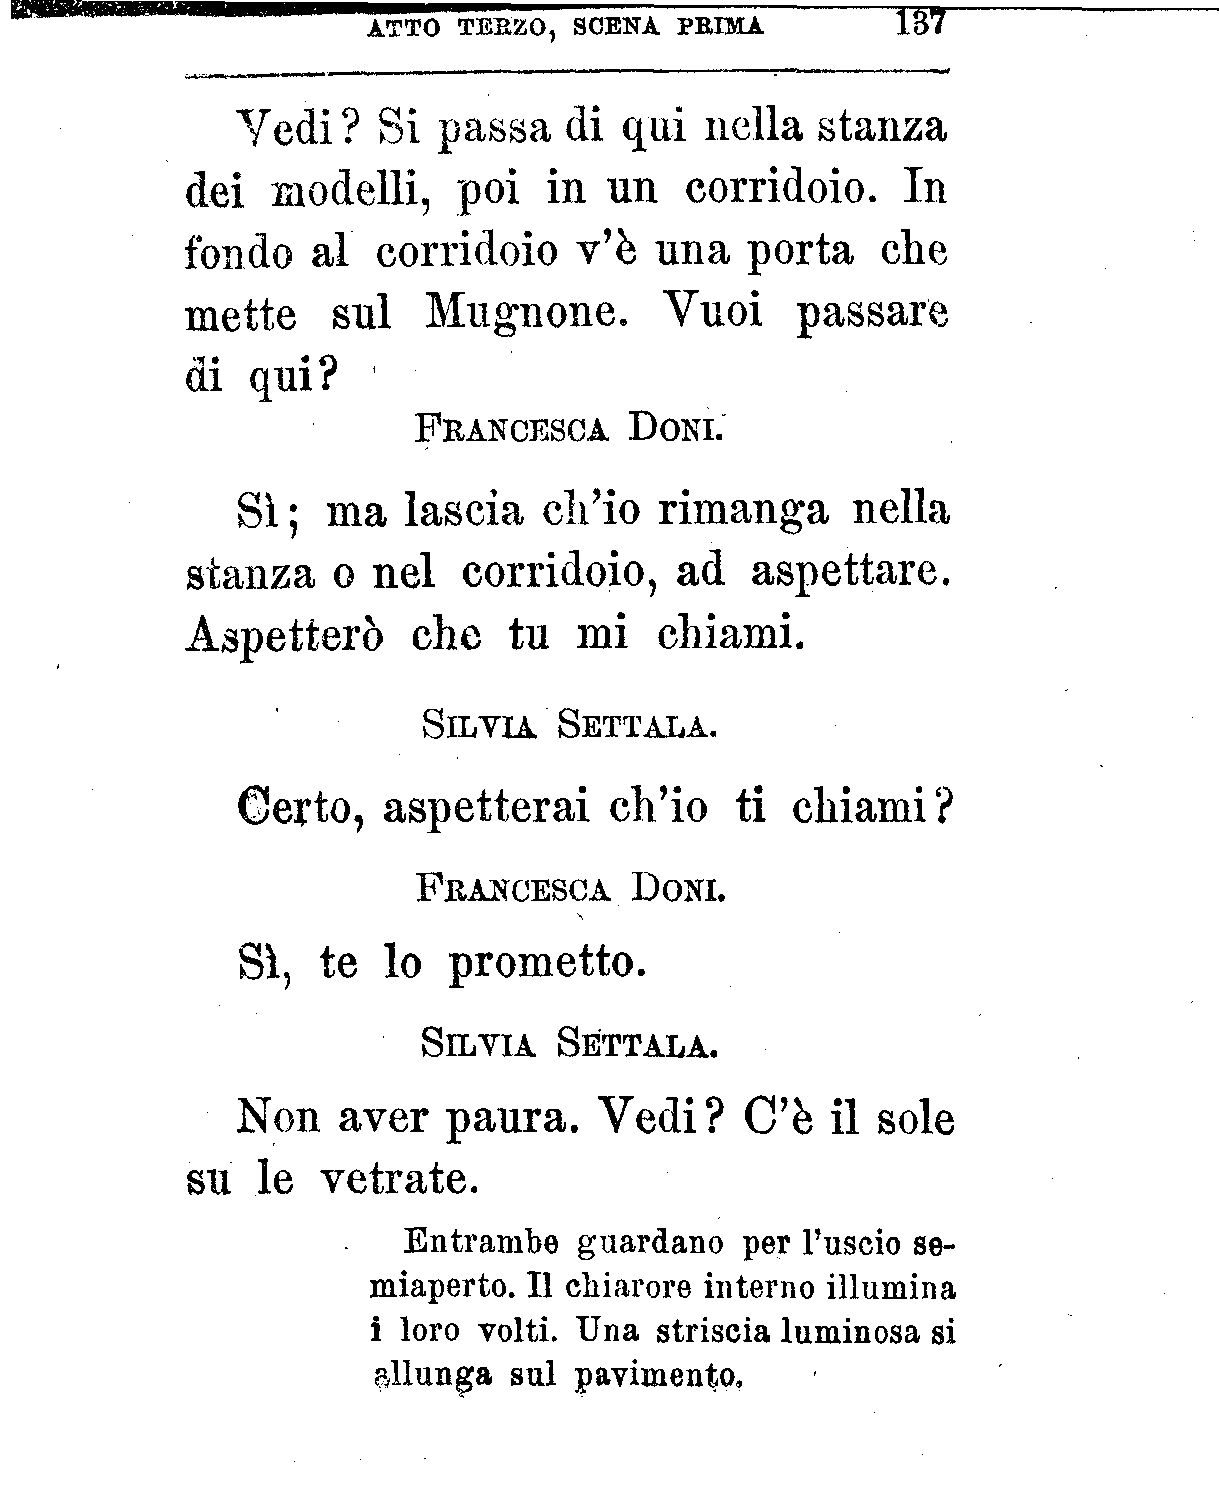 ATTO TERZO, SCENA PRIMA 137
Vedi? Si passa di qui nella stanza
dei modelli, poi in un corridoio. In
fondo al corridoio v'è una porta che
mette sul Mugnone. Vuoi passare
di qui?
FRANCESCA DONI.
Sì; ma lascia ch'io rimanga nella
stanza o nel corridoio, ad aspettare.
Aspetterò che tu mi chiami.
SILVIA SETTALA.
Certo, aspetterai ch'io ti chiami?
FRANCESCA DONI.
Sì, te lo prometto.
SILVIA SETTALA.
Non aver paura. Vedi? C'è il sole
su le vetrate.
Entrambe guardano per l'uscio se-
miaperto. Il chiarore interno illumina
i loro volti. Una striscia luminosa si
allunga sul pavimento.